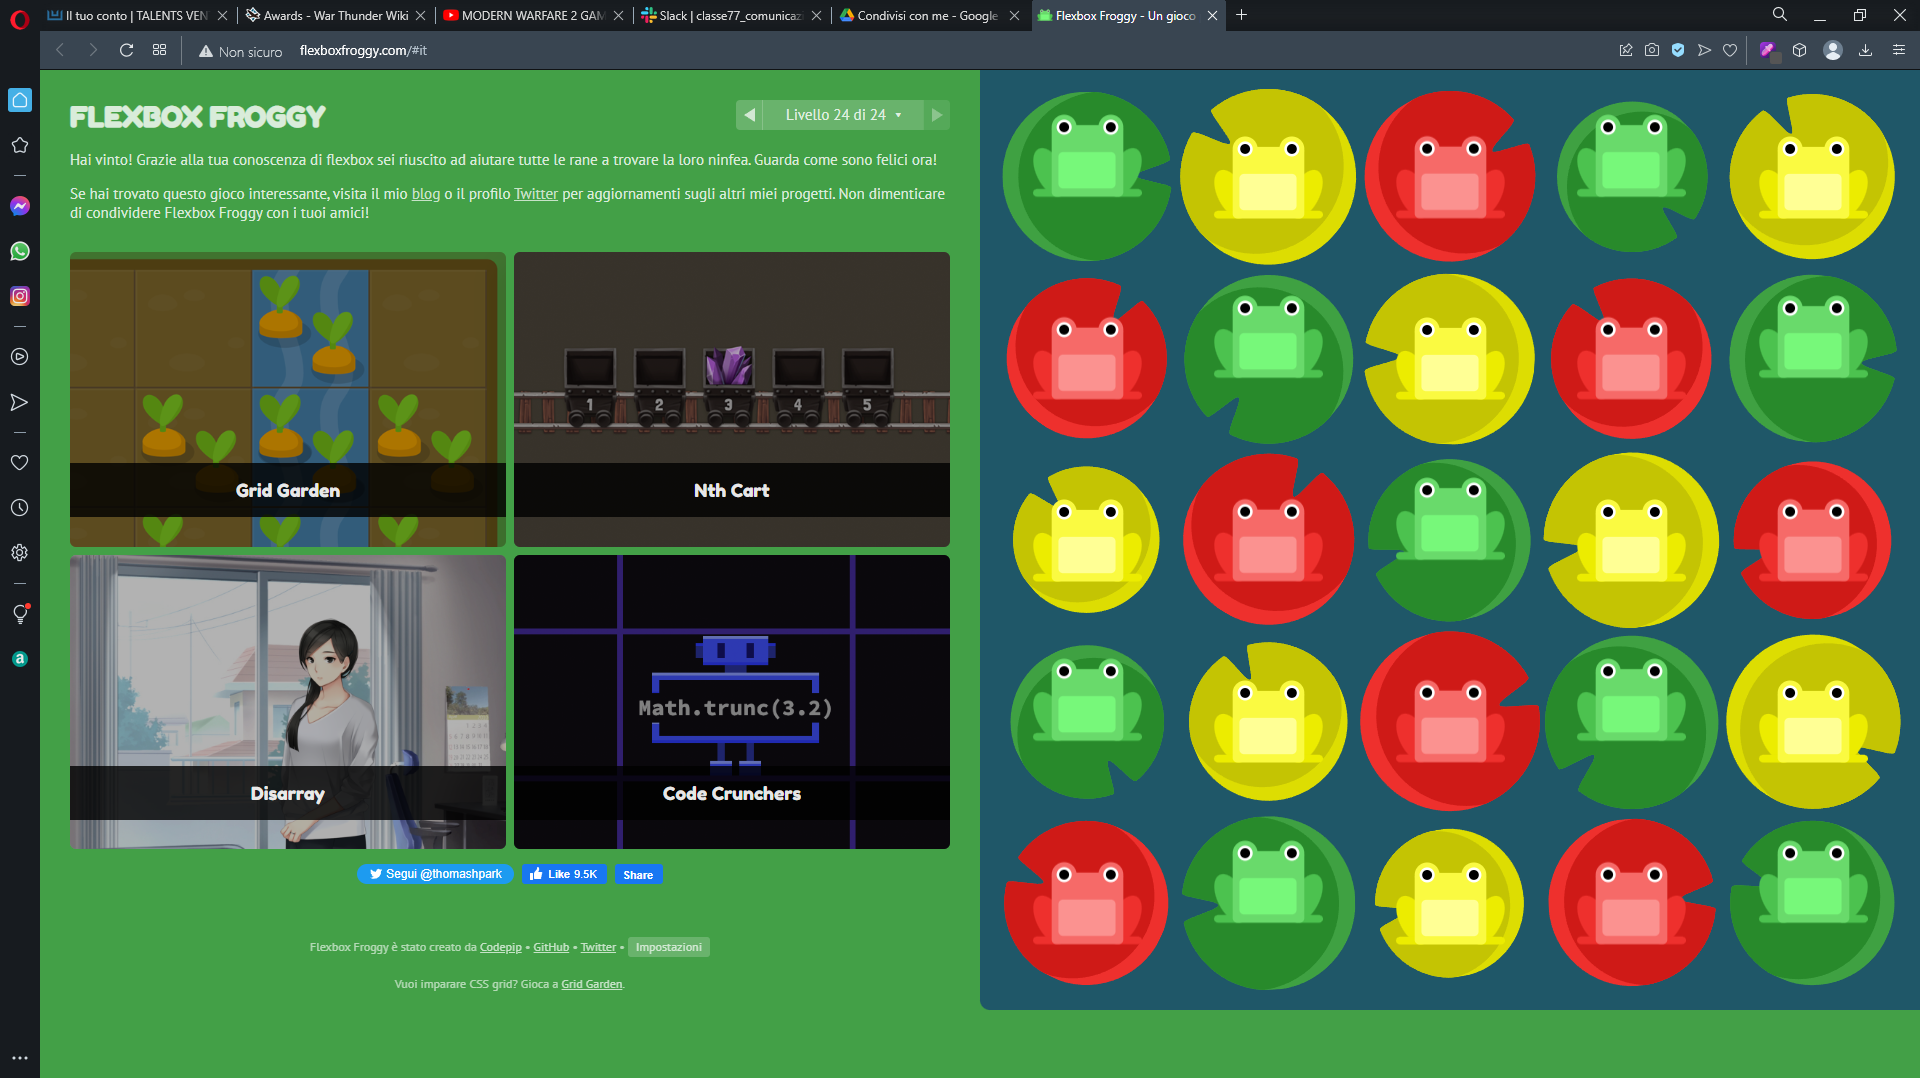 Il tuo conto | TALENTS VEN
Awards - War Thunder Wiki
MODERN WARFARE 2 GAM
Slack | classe77_comunicazi
Condivisi con me - Google
Flexbox Froggy - Un gioco
Non sicuro
flexboxfroggy.com/#it
FLEXBOX FROGGY
Livello 24 di 24
Hai vinto! Grazie alla tua conoscenza di flexbox sei riuscito ad aiutare tutte le rane a trovare la loro ninfea. Guarda come sono felici ora!
Se hai trovato questo gioco interessante, visita il mio blog o il profilo Twitter per aggiornamenti sugli altri miei progetti. Non dimenticare
di condividere Flexbox Froggy con i tuoi amici!
1 2 3 4 5
Grid Garden
Nth Cart
Math.trunc(3.2)
Disarray
Code Crunchers
Segui @thomashpark
Like 9.5K
Share
Flexbox Froggy è stato creato da Codepip • GitHub • Twitter • Impostazioni
Vuoi imparare CSS grid? Gioca a Grid Garden.